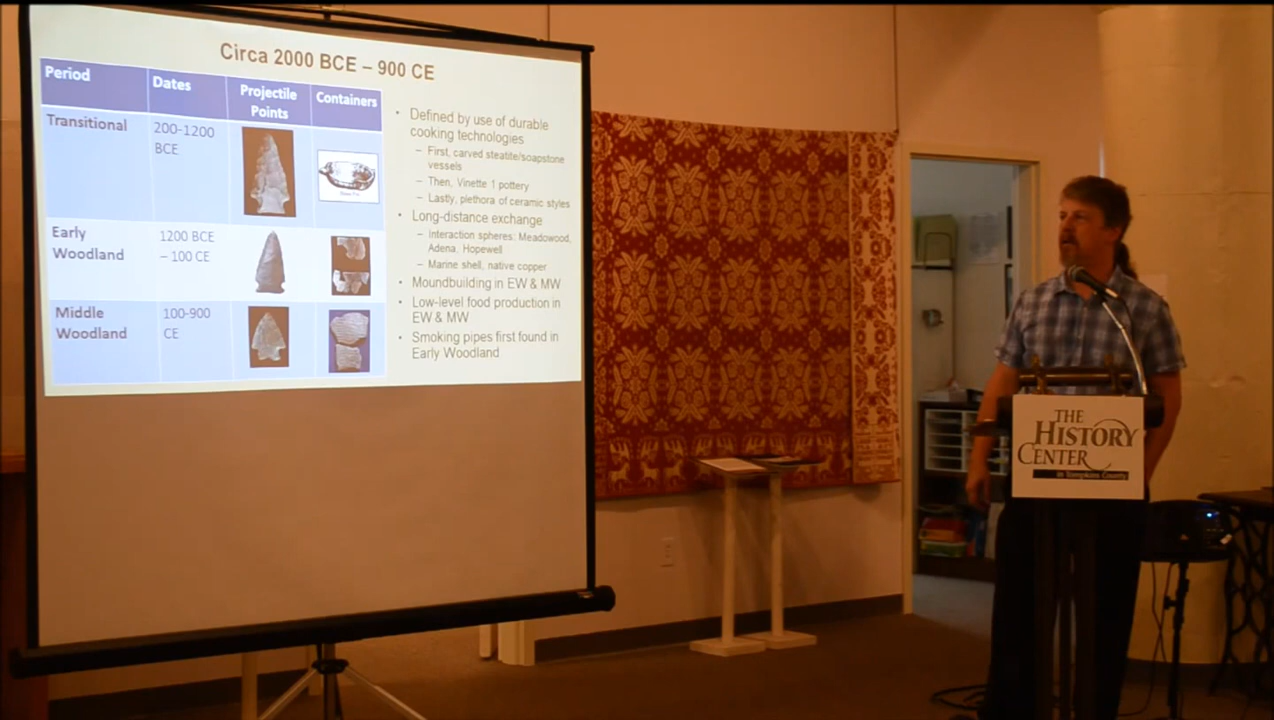 Circa 2000 BCE – 900 CE
Period
Dates
Projectile
Points
Containers
Transitional
200-1200
BCE
Early
Woodland
1200 BCE
– 100 CE
Middle
Woodland
100-900
CE
• Defined by use of durable
cooking technologies
– First, carved steatite/soapstone
vessels
– Then, Vinette 1 pottery
– Lastly, plethora of ceramic styles
• Long-distance exchange
– Interaction spheres: Meadowood,
Adena, Hopewell
– Marine shell, native copper
• Moundbuilding in EW & MW
• Low-level food production in
EW & MW
• Smoking pipes first found in
Early Woodland
THE
HISTORY
CENTER
in Tompkins County